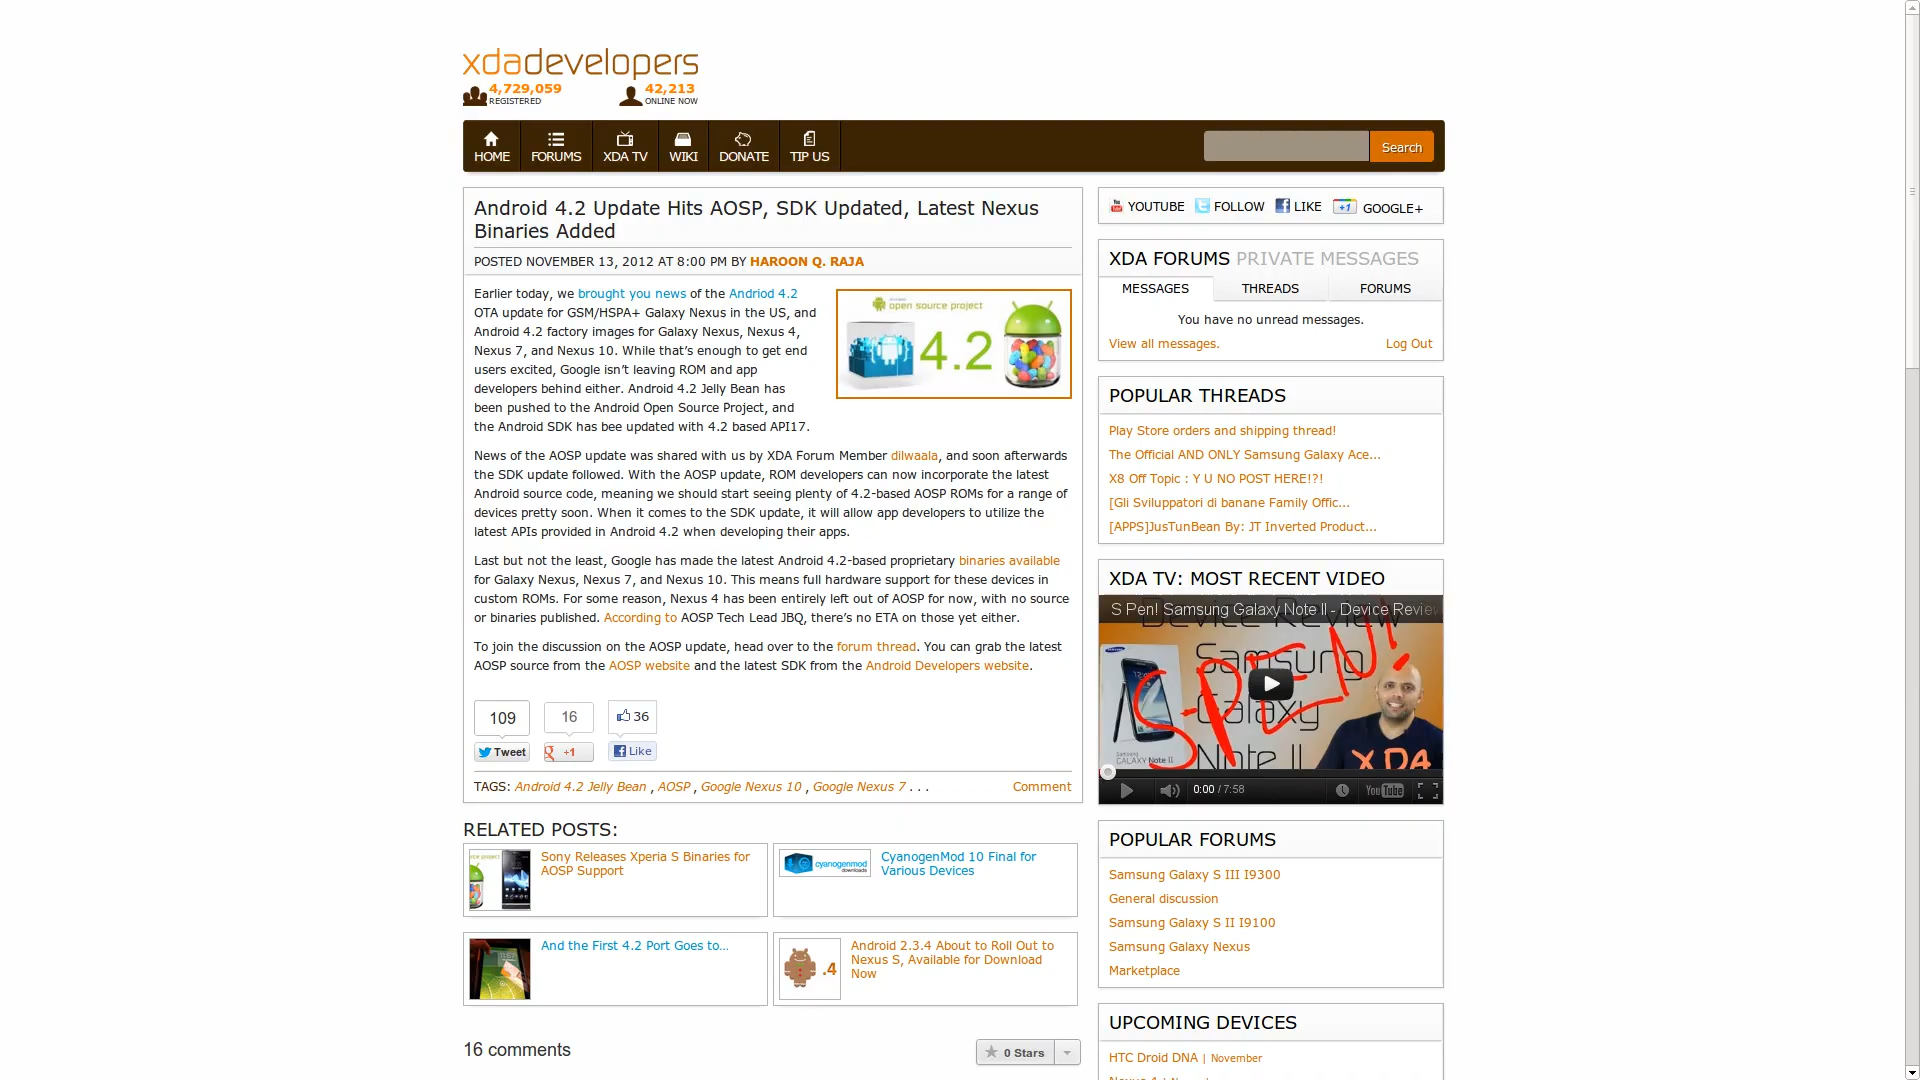 xdadevelopers
4,729,059
REGISTERED
42,213
ONLINE NOW
HOME
FORUMS
XDA TV
WIKI
DONATE
TIP US
Search
Android 4.2 Update Hits AOSP, SDK Updated, Latest Nexus
Binaries Added
POSTED NOVEMBER 13, 2012 AT 8:00 PM BY HAROON Q. RAJA
Earlier today, we brought you news of the Andriod 4.2
OTA update for GSM/HSPA+ Galaxy Nexus in the US, and
Android 4.2 factory images for Galaxy Nexus, Nexus 4,
Nexus 7, and Nexus 10. While that’s enough to get end
users excited, Google isn’t leaving ROM and app
developers behind either. Android 4.2 Jelly Bean has
been pushed to the Android Open Source Project, and
the Android SDK has bee updated with 4.2 based API17.
open source project
4.2
News of the AOSP update was shared with us by XDA Forum Member dilwaala, and soon afterwards
the SDK update followed. With the AOSP update, ROM developers can now incorporate the latest
Android source code, meaning we should start seeing plenty of 4.2-based AOSP ROMs for a range of
devices pretty soon. When it comes to the SDK update, it will allow app developers to utilize the
latest APIs provided in Android 4.2 when developing their apps.
Last but not the least, Google has made the latest Android 4.2-based proprietary binaries available
for Galaxy Nexus, Nexus 7, and Nexus 10. This means full hardware support for these devices in
custom ROMs. For some reason, Nexus 4 has been entirely left out of AOSP for now, with no source
or binaries published. According to AOSP Tech Lead JBQ, there’s no ETA on those yet either.
To join the discussion on the AOSP update, head over to the forum thread. You can grab the latest
AOSP source from the AOSP website and the latest SDK from the Android Developers website.
109
16
36
Tweet
+1
Like
TAGS: Android 4.2 Jelly Bean , AOSP , Google Nexus 10 , Google Nexus 7 . . .
Comment
RELATED POSTS:
Sony Releases Xperia S Binaries for
AOSP Support
cyanogenmod
downloads
CyanogenMod 10 Final for
Various Devices
And the First 4.2 Port Goes to…
.4
Android 2.3.4 About to Roll Out to
Nexus S, Available for Download
Now
16 comments
0 Stars
YOUTUBE
FOLLOW
LIKE
+1
GOOGLE+
XDA FORUMS PRIVATE MESSAGES
MESSAGES
THREADS
FORUMS
You have no unread messages.
View all messages.
Log Out
POPULAR THREADS
Play Store orders and shipping thread!
The Official AND ONLY Samsung Galaxy Ace...
X8 Off Topic : Y U NO POST HERE!?!
[Gli Sviluppatori di banane Family Offic...
[APPS]JusTunBean By: JT Inverted Product...
XDA TV: MOST RECENT VIDEO
S Pen! Samsung Galaxy Note II - Device Review
Device Review
Samsung
Galaxy
Note II
S-PEN!
SAMSUNG
GALAXY Note II
XDA
0:00 / 7:58
YouTube
POPULAR FORUMS
Samsung Galaxy S III I9300
General discussion
Samsung Galaxy S II I9100
Samsung Galaxy Nexus
Marketplace
UPCOMING DEVICES
HTC Droid DNA | November